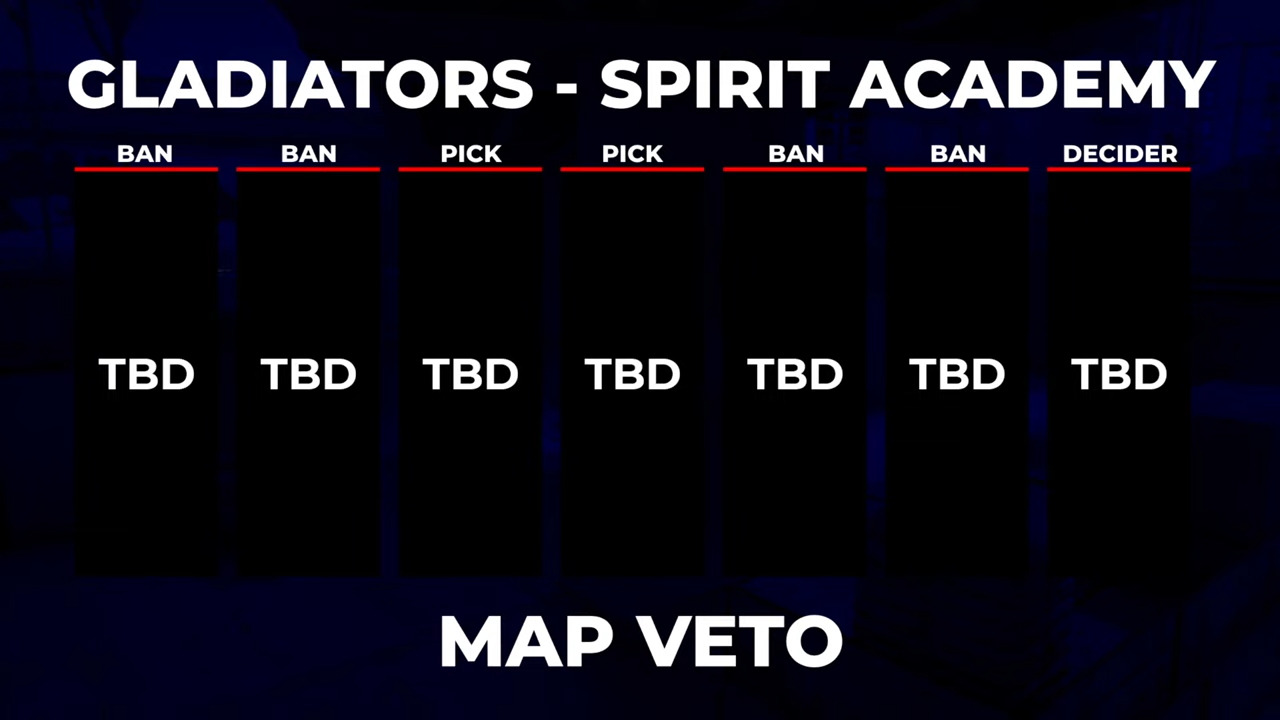 GLADIATORS - SPIRIT ACADEMY
BAN BAN PICK PICK BAN BAN DECIDER
TBD TBD TBD TBD TBD TBD TBD
MAP VETO